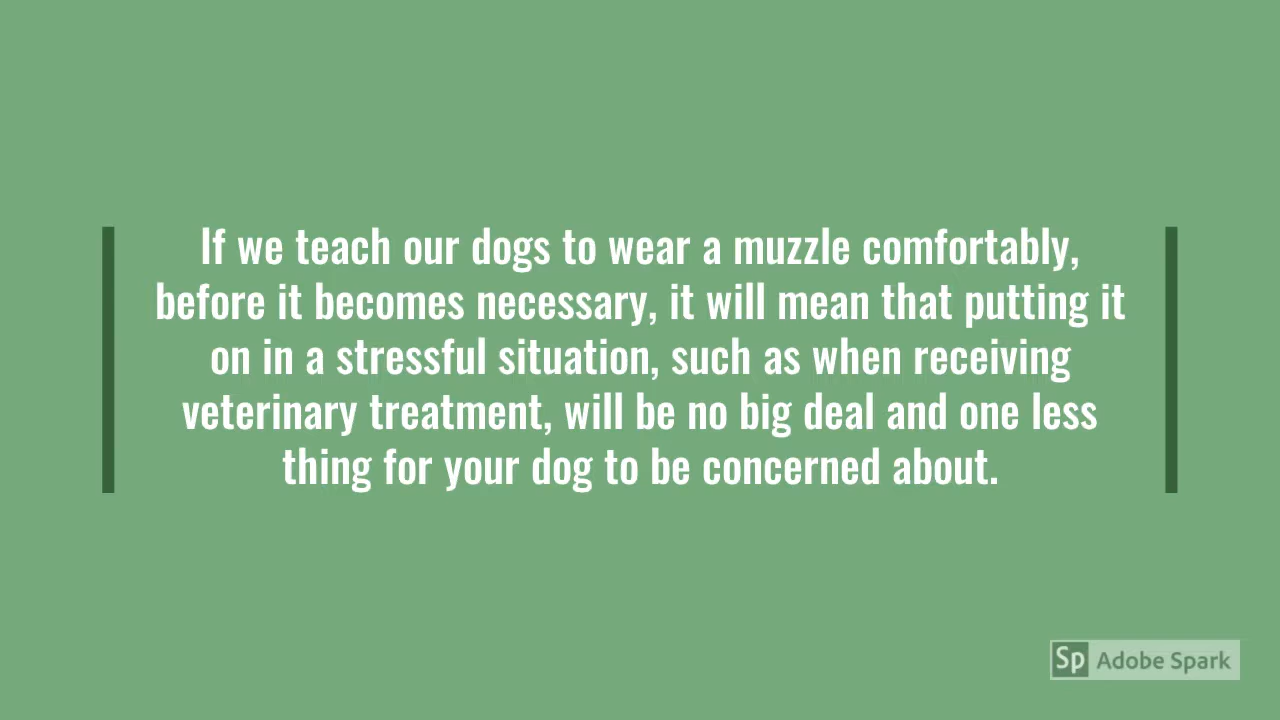 If we teach our dogs to wear a muzzle comfortably,
before it becomes necessary, it will mean that putting it
on in a stressful situation, such as when receiving
veterinary treatment, will be no big deal and one less
thing for your dog to be concerned about.
Sp Adobe Spark